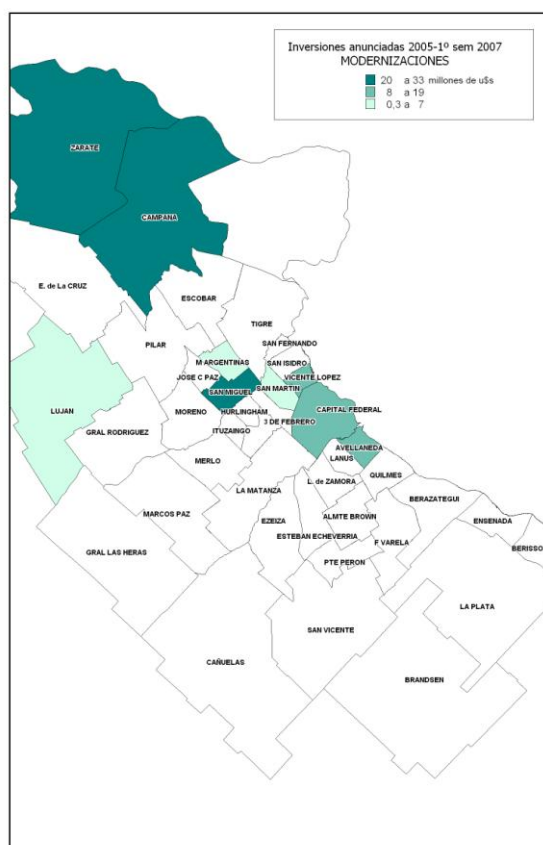 Inversiones anunciadas 2005-1º sem 2007
MODERNIZACIONES
20 a 33 millones de u$s
8 a 19
0,3 a 7
ZARATE
CAMPANA
E. de La CRUZ
ESCOBAR
TIGRE
PILAR
SAN FERNANDO
SAN ISIDRO
M ARGENTINAS
JOSE C PAZ
VICENTE LOPEZ
SAN MIGUEL
SAN MARTIN
LUJAN
MORENO
HURLINGHAM
CAPITAL FEDERAL
GRAL RODRIGUEZ
ITUZAINGO
3 DE FEBRERO
AVELLANEDA
LANUS
MERLO
QUILMES
L. de ZAMORA
LA MATANZA
BERAZATEGUI
MARCOS PAZ
ALMTE BROWN
EZEIZA
ENSENADA
ESTEBAN ECHEVERRIA
F VARELA
BERISSO
GRAL LAS HERAS
PTE PERON
LA PLATA
SAN VICENTE
CAÑUELAS
BRANDSEN